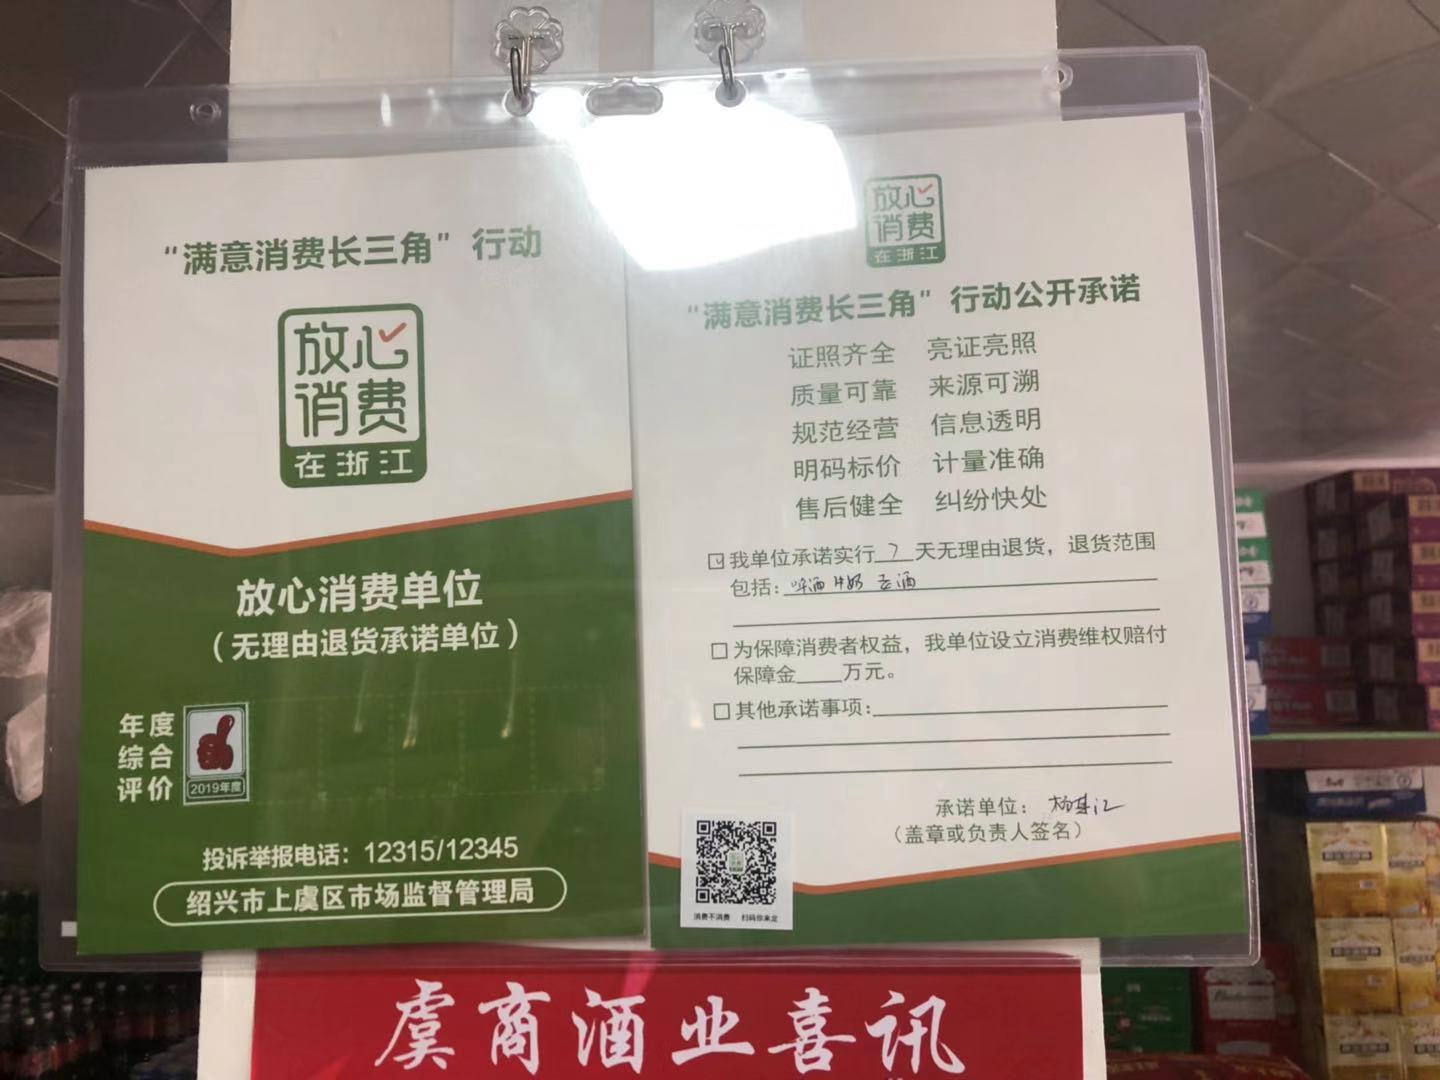 “满意消费长三角”行动
放心
消费
在浙江
放心消费单位
（无理由退货承诺单位）
年度
综合
评价
2019年度
投诉举报电话：12315/12345
绍兴市上虞区市场监督管理局
放心
消费
在浙江
“满意消费长三角”行动公开承诺
证照齐全 亮证亮照
质量可靠 来源可溯
规范经营 信息透明
明码标价 计量准确
售后健全 纠纷快处
我单位承诺实行 7 天无理由退货，退货范围
包括：啤酒 牛奶 白酒
为保障消费者权益，我单位设立消费维权赔付
保障金____万元。
其他承诺事项：
承诺单位：
（盖章或负责人签名）
消费不消费 扫码你来定
虞商酒业喜讯
Budweiser